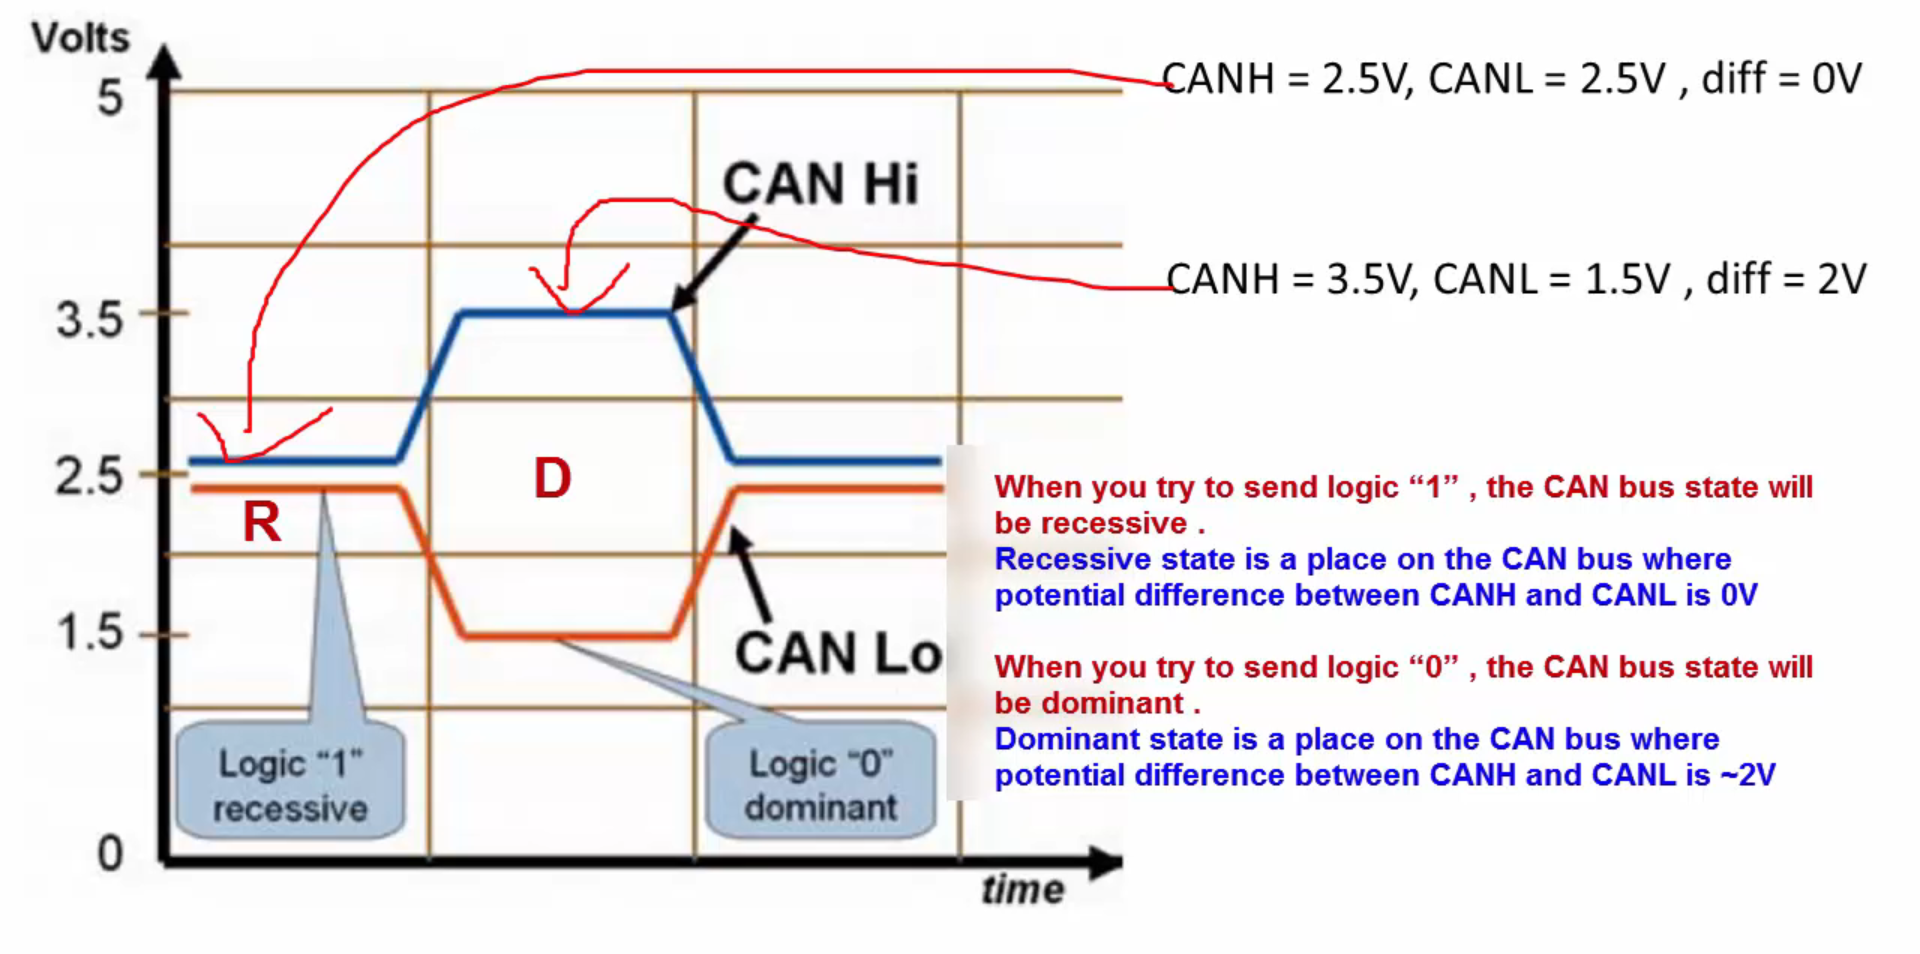 Volts
5
CANH = 2.5V, CANL = 2.5V , diff = 0V
CAN Hi
CANH = 3.5V, CANL = 1.5V , diff = 2V
3.5
2.5
R
D
When you try to send logic “1” , the CAN bus state will
be recessive .
Recessive state is a place on the CAN bus where
potential difference between CANH and CANL is 0V
1.5
CAN Lo
When you try to send logic “0” , the CAN bus state will
be dominant .
Dominant state is a place on the CAN bus where
potential difference between CANH and CANL is ~2V
Logic “1”
recessive
Logic “0”
dominant
0
time